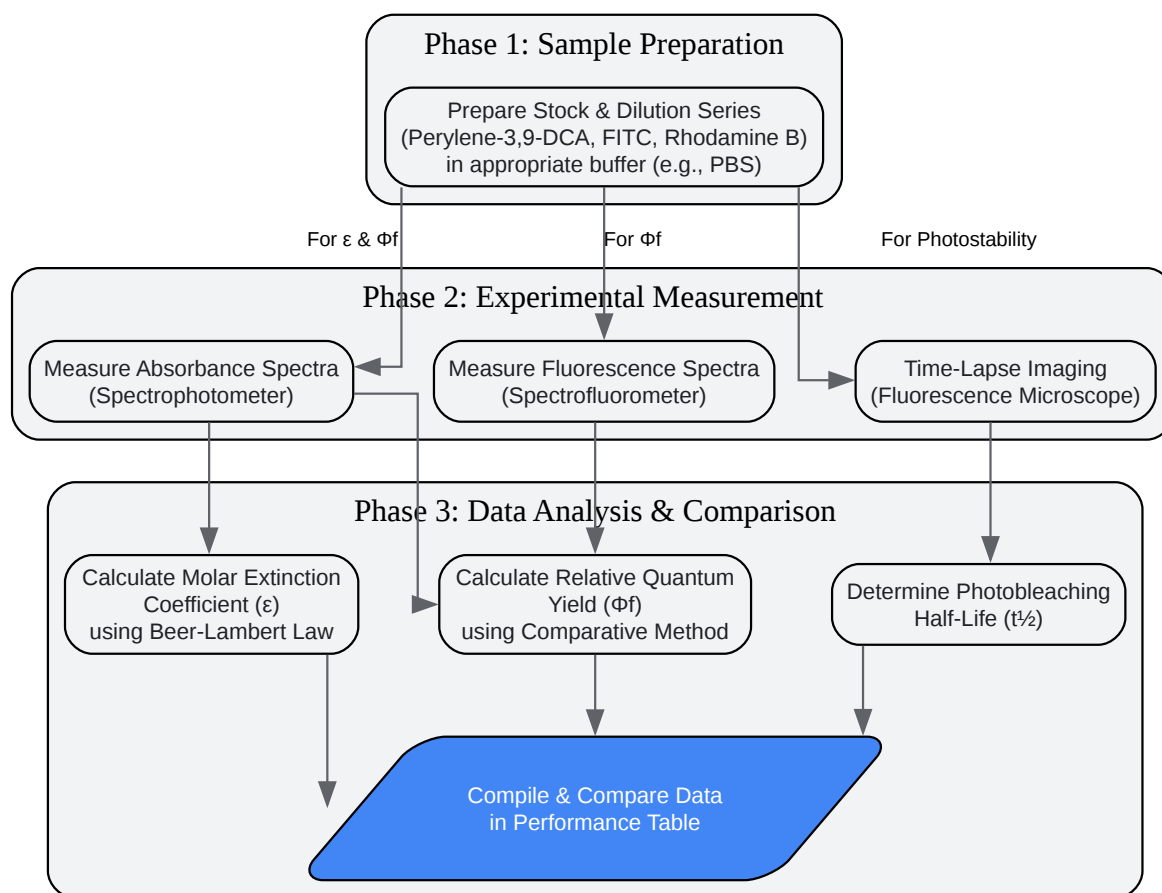 Phase 1: Sample Preparation
Prepare Stock & Dilution Series
(Perylene-3,9-DCA, FITC, Rhodamine B)
in appropriate buffer (e.g., PBS)
For ε & Φf
For Φf
For Photostability
Phase 2: Experimental Measurement
Measure Absorbance Spectra
(Spectrophotometer)
Measure Fluorescence Spectra
(Spectrofluorometer)
Time-Lapse Imaging
(Fluorescence Microscope)
Phase 3: Data Analysis & Comparison
Calculate Molar Extinction
Coefficient (ε)
using Beer-Lambert Law
Calculate Relative Quantum
Yield (Φf)
using Comparative Method
Determine Photobleaching
Half-Life (t½)
Compile & Compare Data
in Performance Table